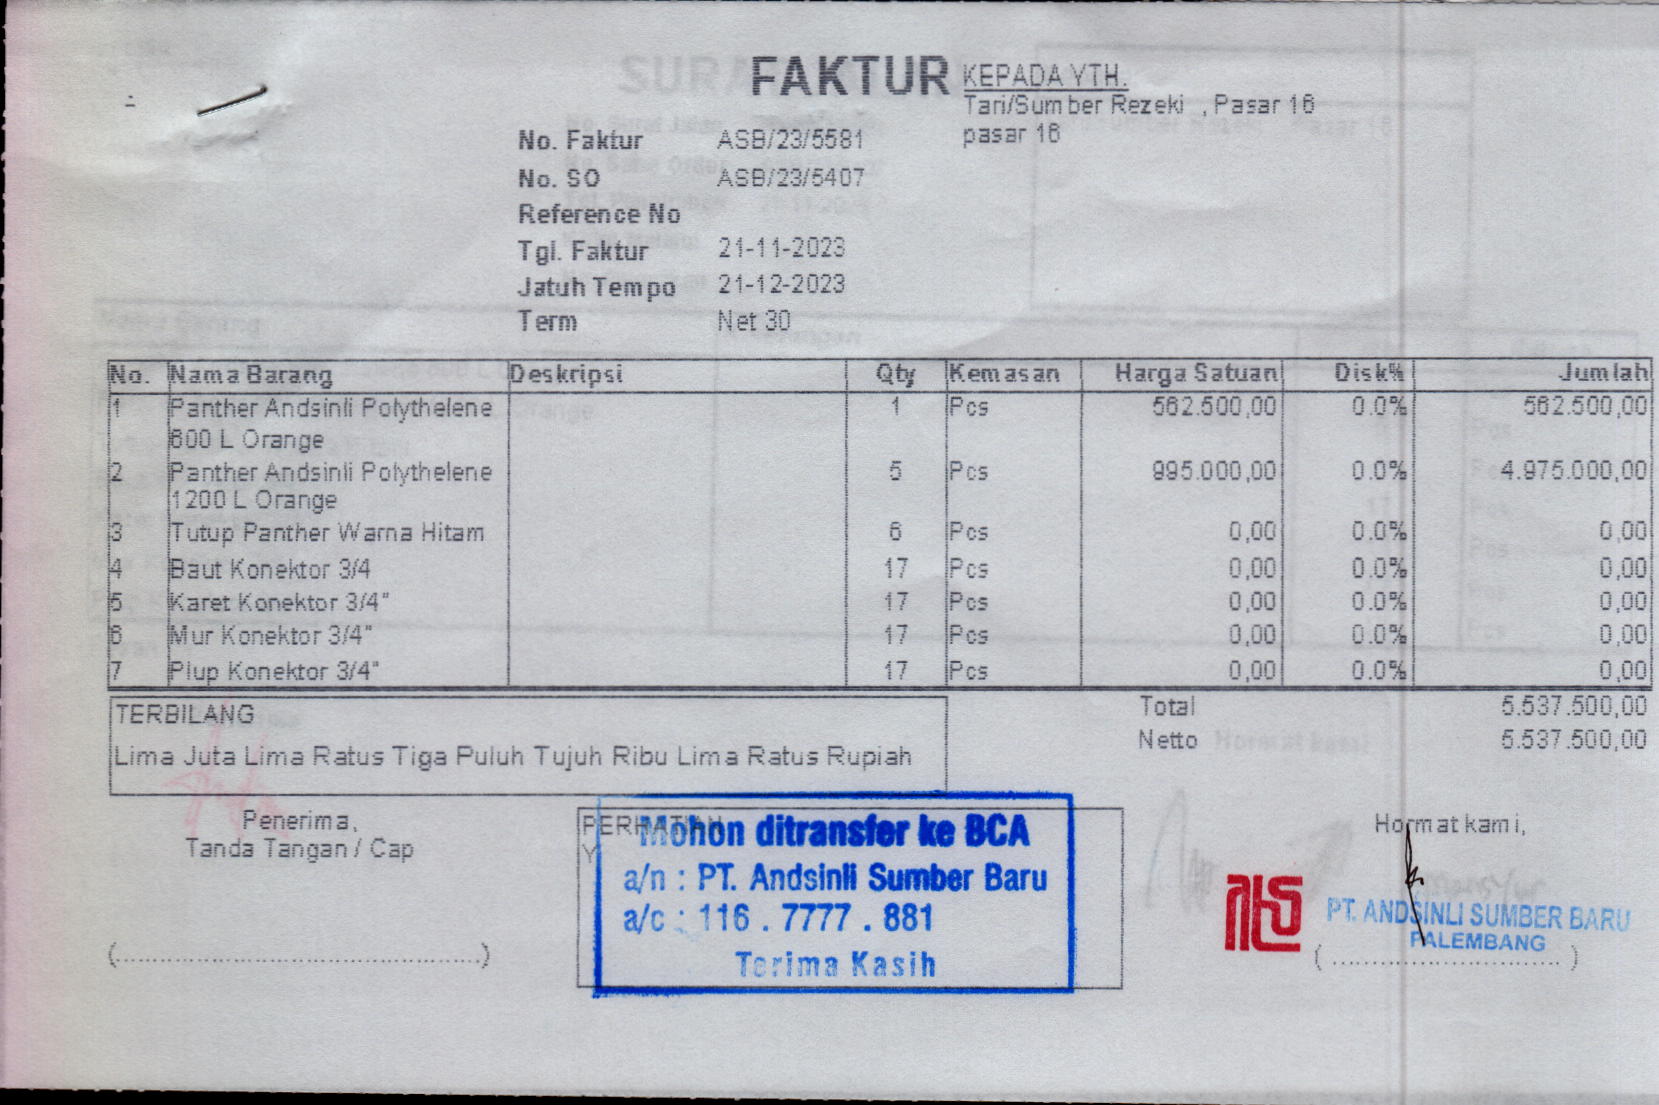 FAKTUR
KEPADA YTH.
Tari/Sumber Rezeki , Pasar 16
pasar 16
No. Faktur ASB/23/5581
No. SO ASB/23/5407
Reference No
Tgl. Faktur 21-11-2023
Jatuh Tempo 21-12-2023
Term Net 30
No. Nama Barang Deskripsi Qty Kemasan Harga Satuan Disk% Jumlah
1 Panther Andsinli Polythelene 1 Pcs 562.500,00 0.0% 562.500,00
600 L Orange
2 Panther Andsinli Polythelene 5 Pcs 995.000,00 0.0% 4.975.000,00
1200 L Orange
3 Tutup Panther Warna Hitam 6 Pcs 0,00 0.0% 0,00
4 Baut Konektor 3/4 17 Pcs 0,00 0.0% 0,00
5 Karet Konektor 3/4" 17 Pcs 0,00 0.0% 0,00
6 Mur Konektor 3/4" 17 Pcs 0,00 0.0% 0,00
7 Plup Konektor 3/4" 17 Pcs 0,00 0.0% 0,00
TERBILANG
Lima Juta Lima Ratus Tiga Puluh Tujuh Ribu Lima Ratus Rupiah
Total 5.537.500,00
Netto 5.537.500,00
Penerima,
Tanda Tangan / Cap
(........................................)
PERHATIAN
Mohon ditransfer ke BCA
a/n : PT. Andsinli Sumber Baru
a/c : 116 . 7777 . 881
Terima Kasih
Hormat kami,
PT. ANDSINLI SUMBER BARU
PALEMBANG
(............................)